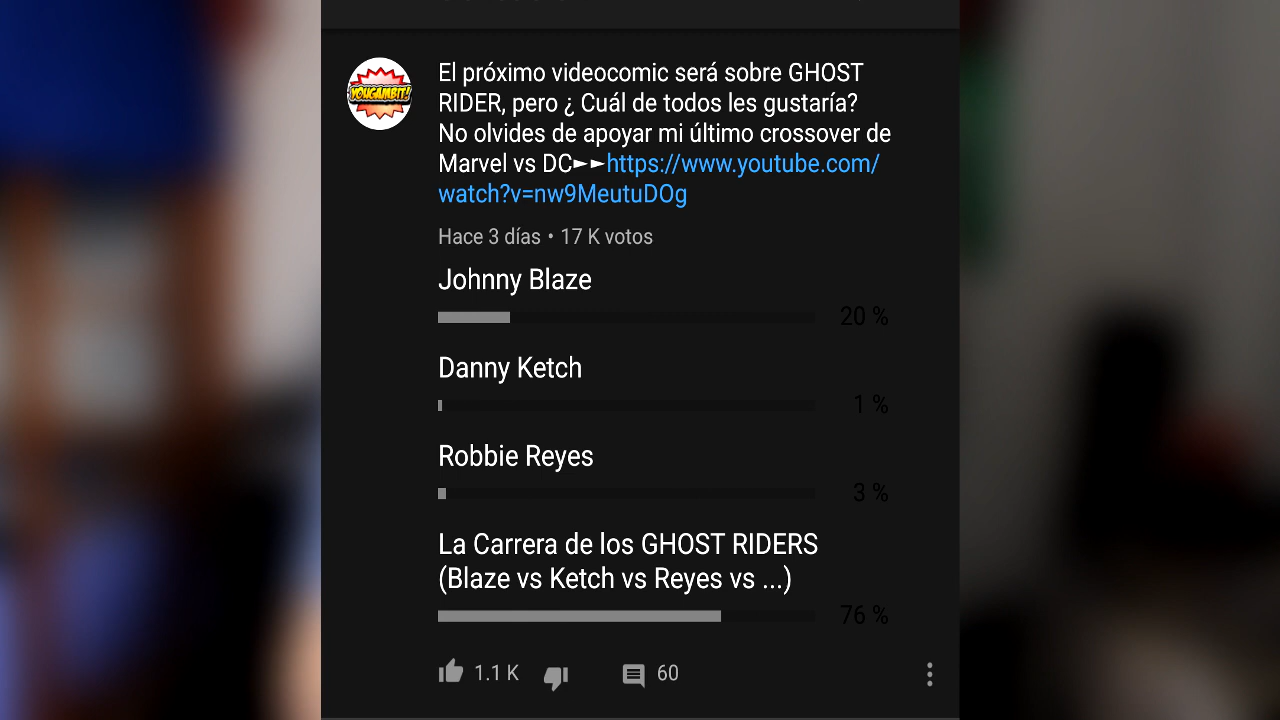 YOUGAMBIT!
El próximo videocomic será sobre GHOST
RIDER, pero ¿ Cuál de todos les gustaría?
No olvides de apoyar mi último crossover de
Marvel vs DC►►https://www.youtube.com/
watch?v=nw9MeutuDOg
Hace 3 días • 17 K votos
Johnny Blaze
20 %
Danny Ketch
1 %
Robbie Reyes
3 %
La Carrera de los GHOST RIDERS
(Blaze vs Ketch vs Reyes vs ...)
76 %
1.1 K 60